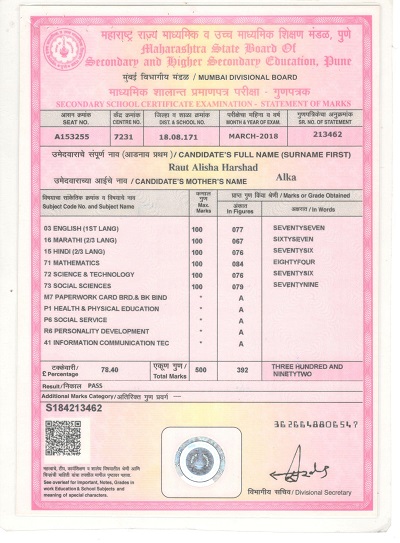 महाराष्ट्र राज्य माध्यमिक व उच्च माध्यमिक शिक्षण मंडळ, पुणे
Maharashtra State Board Of
Secondary and Higher Secondary Education, Pune
मुंबई विभागीय मंडळ / MUMBAI DIVISIONAL BOARD
माध्यमिक शालान्त प्रमाणपत्र परीक्षा - गुणपत्रक
SECONDARY SCHOOL CERTIFICATE EXAMINATION - STATEMENT OF MARKS
आसन क्रमांक केंद्र क्रमांक जिल्हा व शाळा क्रमांक परीक्षेचा महिना व वर्ष गुणपत्रिकेचा अनुक्रमांक
SEAT NO. CENTRE NO. DIST. & SCHOOL NO. MONTH & YEAR OF EXAM. SR. NO. OF STATEMENT
A153255 7231 18.08.171 MARCH-2018 213462
उमेदवाराचे संपूर्ण नाव (आडनाव प्रथम) / CANDIDATE'S FULL NAME (SURNAME FIRST)
Raut Alisha Harshad
उमेदवाराच्या आईचे नाव / CANDIDATE'S MOTHER'S NAME Alka
विषयाचा सांकेतिक क्रमांक व विषयाचे नाव
Subject Code No. and Subject Name
कमाल गुण Max. Marks
प्राप्त गुण किंवा श्रेणी / Marks or Grade Obtained
अंकात In Figures अक्षरात / In Words
03 ENGLISH (1ST LANG) 100 077 SEVENTYSEVEN
16 MARATHI (2/3 LANG) 100 067 SIXTYSEVEN
15 HINDI (2/3 LANG) 100 076 SEVENTYSIX
71 MATHEMATICS 100 084 EIGHTYFOUR
72 SCIENCE & TECHNOLOGY 100 076 SEVENTYSIX
73 SOCIAL SCIENCES 100 079 SEVENTYNINE
M7 PAPERWORK CARD BRD.& BK BIND * A
P1 HEALTH & PHYSICAL EDUCATION * A
P6 SOCIAL SERVICE * A
R6 PERSONALITY DEVELOPMENT * A
41 INFORMATION COMMUNICATION TEC * A
टक्केवारी / Percentage 78.40 एकूण गुण / Total Marks 500 392 THREE HUNDRED AND
NINETYTWO
Result/निकाल PASS
Additional Marks Category / अतिरिक्त गुण प्रवर्ग ---
S184213462
3626648806547
See overleaf for Important, Notes, Grades in
work Education & School Subjects and
meaning of special characters.
विभागीय सचिव / Divisional Secretary